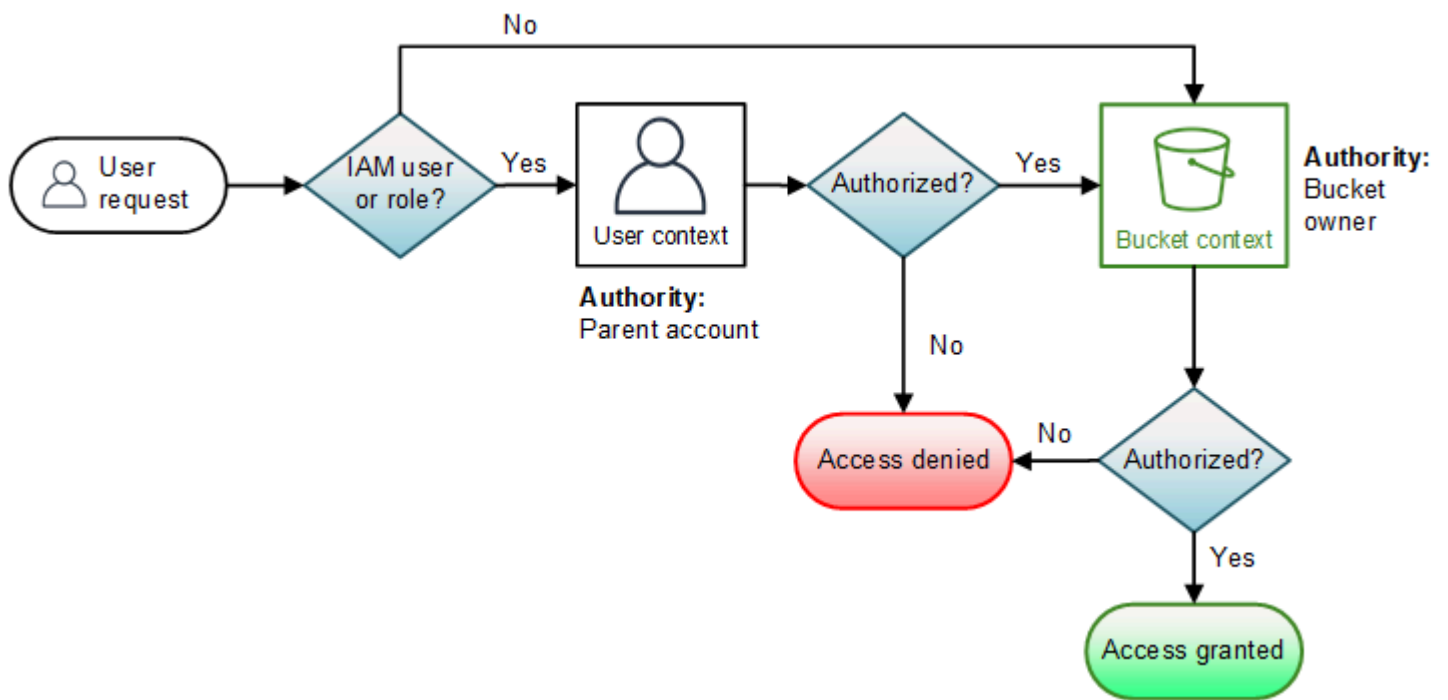 No
User
request
IAM user
or role?
Yes
User context
Authority:
Parent account
Authorized?
Yes
No
Bucket context
Authority:
Bucket
owner
Access denied
No
Authorized?
Yes
Access granted